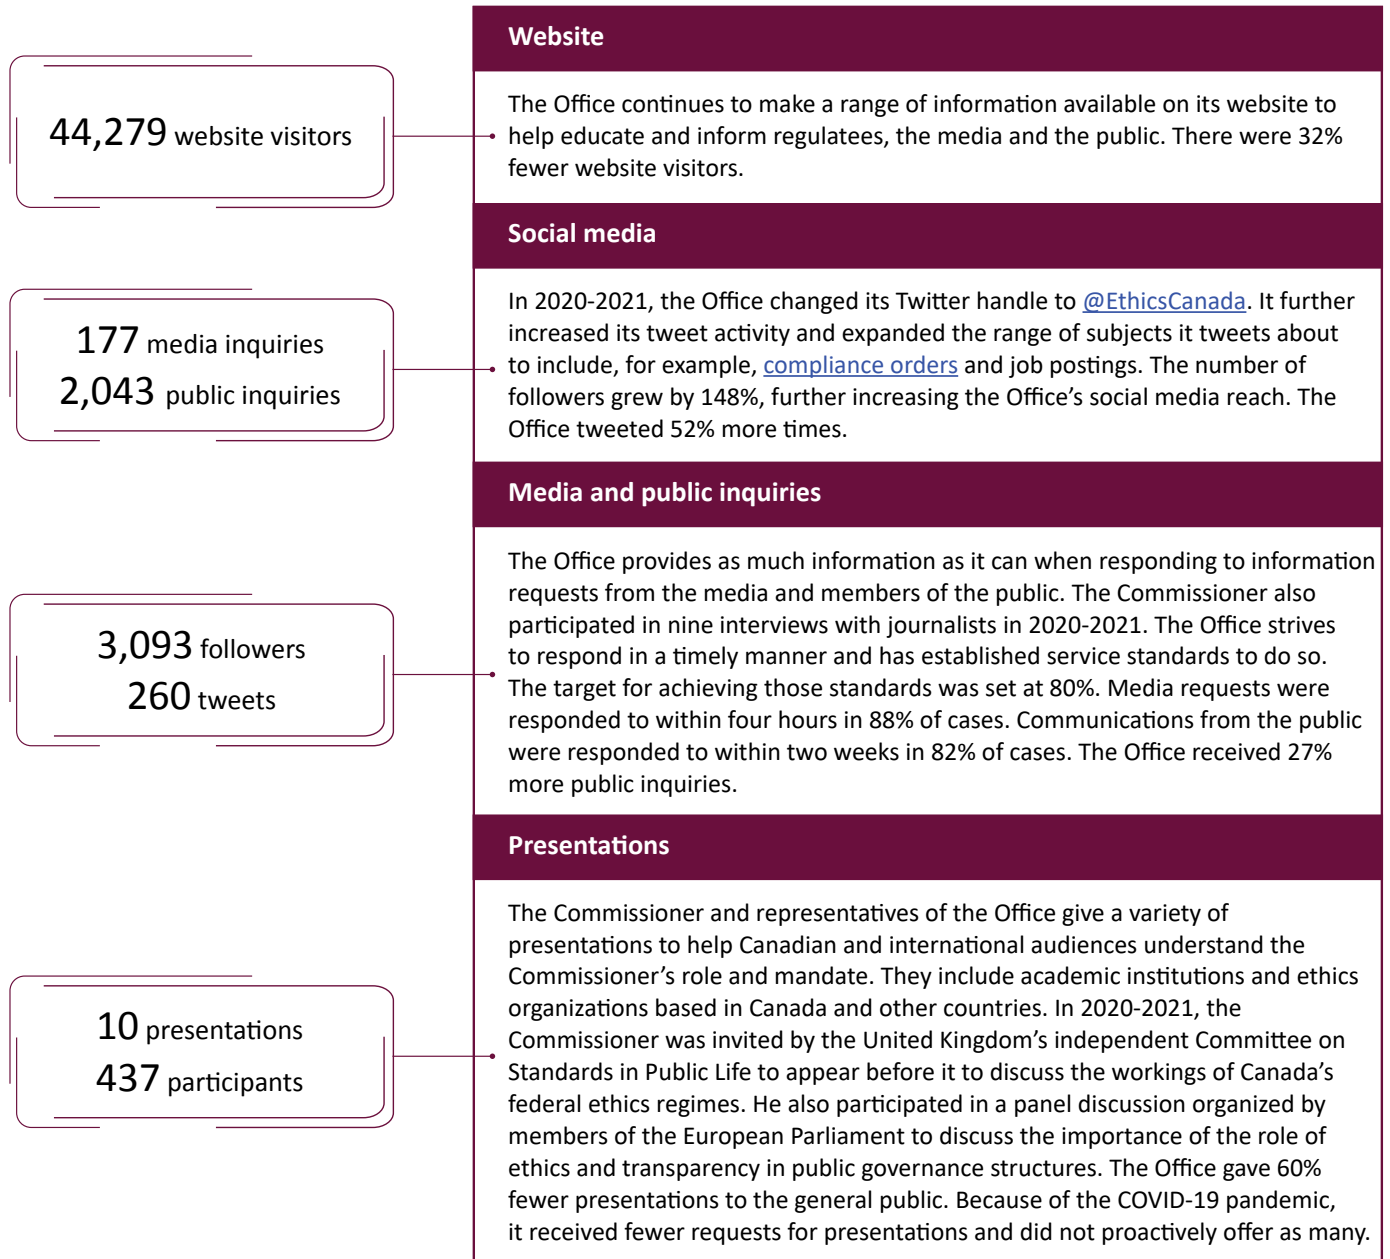 Website
44,279 website visitors
The Office continues to make a range of information available on its website to
help educate and inform regulatees, the media and the public. There were 32%
fewer website visitors.
Social media
177 media inquiries
2,043 public inquiries
In 2020-2021, the Office changed its Twitter handle to @EthicsCanada. It further
increased its tweet activity and expanded the range of subjects it tweets about
to include, for example, compliance orders and job postings. The number of
followers grew by 148%, further increasing the Office’s social media reach. The
Office tweeted 52% more times.
Media and public inquiries
3,093 followers
260 tweets
The Office provides as much information as it can when responding to information
requests from the media and members of the public. The Commissioner also
participated in nine interviews with journalists in 2020-2021. The Office strives
to respond in a timely manner and has established service standards to do so.
The target for achieving those standards was set at 80%. Media requests were
responded to within four hours in 88% of cases. Communications from the public
were responded to within two weeks in 82% of cases. The Office received 27%
more public inquiries.
Presentations
10 presentations
437 participants
The Commissioner and representatives of the Office give a variety of
presentations to help Canadian and international audiences understand the
Commissioner’s role and mandate. They include academic institutions and ethics
organizations based in Canada and other countries. In 2020-2021, the
Commissioner was invited by the United Kingdom’s independent Committee on
Standards in Public Life to appear before it to discuss the workings of Canada’s
federal ethics regimes. He also participated in a panel discussion organized by
members of the European Parliament to discuss the importance of the role of
ethics and transparency in public governance structures. The Office gave 60%
fewer presentations to the general public. Because of the COVID-19 pandemic,
it received fewer requests for presentations and did not proactively offer as many.